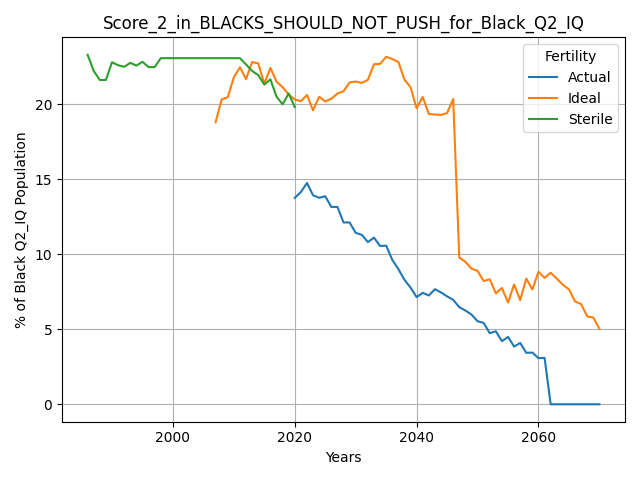 Score_2_in_BLACKS_SHOULD_NOT_PUSH_for_Black_Q2_IQ
Fertility
Actual
Ideal
Sterile
% of Black Q2_IQ Population
20
15
10
5
0
2000
2020
2040
2060
Years